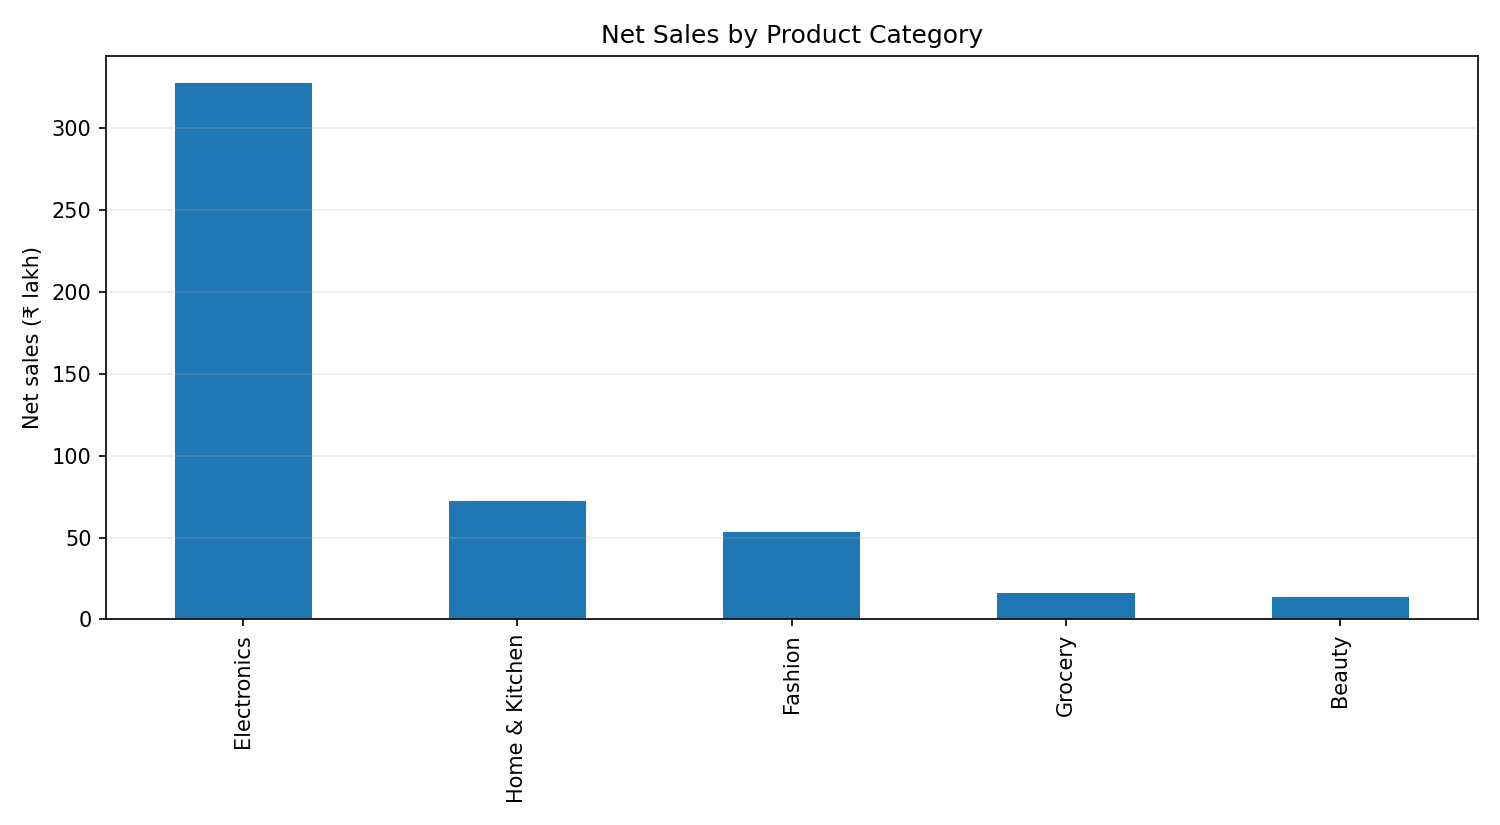 Net Sales by Product Category
Net sales (₹ lakh)
300
250
200
150
100
50
0
Electronics
Home & Kitchen
Fashion
Grocery
Beauty